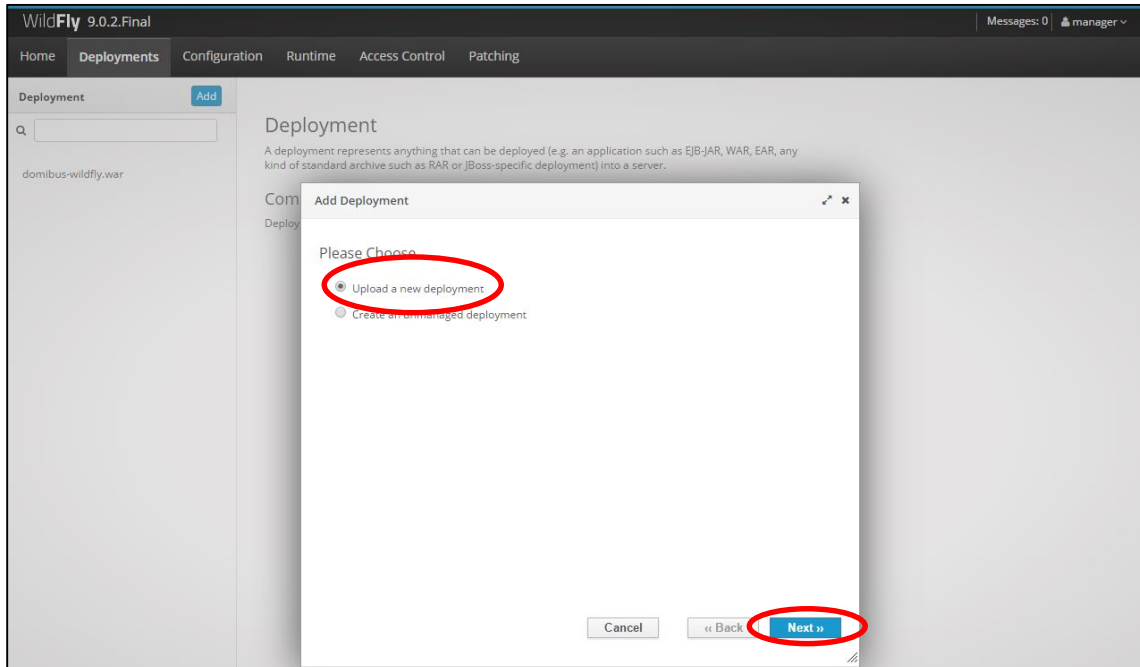 WildFly 9.0.2.Final
Messages: 0
manager
Home Deployments Configuration Runtime Access Control Patching
Deployment Add
domibus-wildfly.war
Deployment
A deployment represents anything that can be deployed (e.g. an application such as EJB-JAR, WAR, EAR, any
kind of standard archive such as RAR or JBoss-specific deployment) into a server.
Com
Deploy
Add Deployment
Please Choose
Upload a new deployment
Create an unmanaged deployment
Cancel
‹‹ Back
Next ››